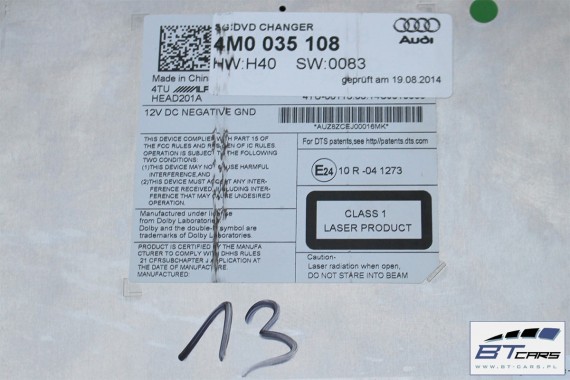 SG:DVD CHANGER
4M0 035 108
HW:H40 SW:0083
Audi
geprüft am 19.08.2014
Made in China
4TU
HEAD201A
12V DC NEGATIVE GND
*AUZ8ZCEJ00016MK*
THIS DEVICE COMPLIES WITH PART 15 OF
THE FCC RULES AND OF IC RULES
OPERATION IS SUBJECT THE FOLLOWING
TWO CONDITIONS:
(1)THIS DEVICE MAY CAUSE HARMFUL
INTERFERENCE,AND
(2)THIS DEVICE MUST ACCEPT ANY INTER-
FERENCE RECEIVED INCLUDING INTER-
FERENCE THAT MAY CAUSE UNDESIRED
OPERATION.
Manufactured under license
from Dolby Laboratories
Dolby and the double-D symbol are
trademarks of Dolby Laboratories.
PRODUCT IS CERTIFIED BY THE MANUFA
CTURER TO COMPLY WITH DHHS RULES
21 CFR SUBCHAPTER J APPLICATION AT
THE DATE OF MANUFACT
MANUFACTURED.
For DTS patents,see http//patents.dts.com
E24 10 R -04 1273
CLASS 1
LASER PRODUCT
Caution-
Laser radiation when open,
DO NOT STARE INTO BEAM
13
BTCARS
WWW.BT-CARS.PL